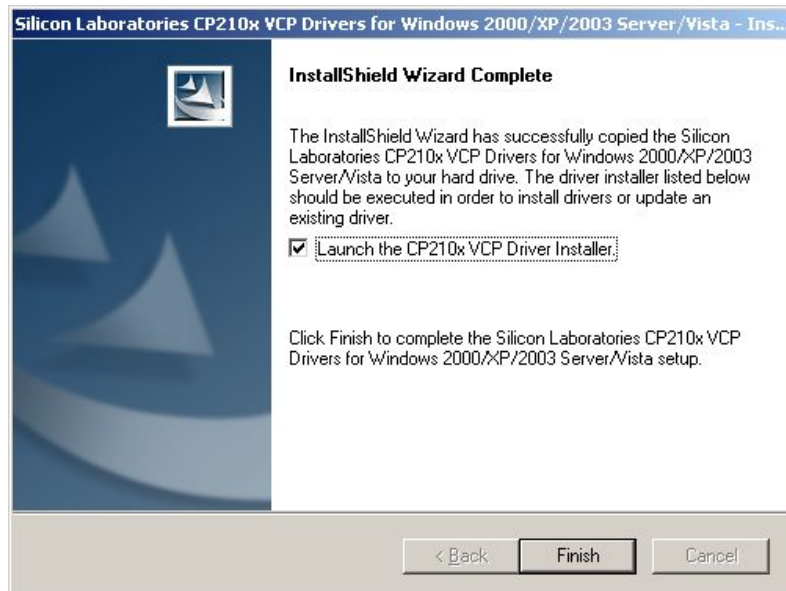 Silicon Laboratories CP210x VCP Drivers for Windows 2000/XP/2003 Server/Vista - Ins...
InstallShield Wizard Complete
The InstallShield Wizard has successfully copied the Silicon
Laboratories CP210x VCP Drivers for Windows 2000/XP/2003
Server/Vista to your hard drive. The driver installer listed below
should be executed in order to install drivers or update an
existing driver.
Launch the CP210x VCP Driver Installer.
Click Finish to complete the Silicon Laboratories CP210x VCP
Drivers for Windows 2000/XP/2003 Server/Vista setup.
< Back Finish Cancel